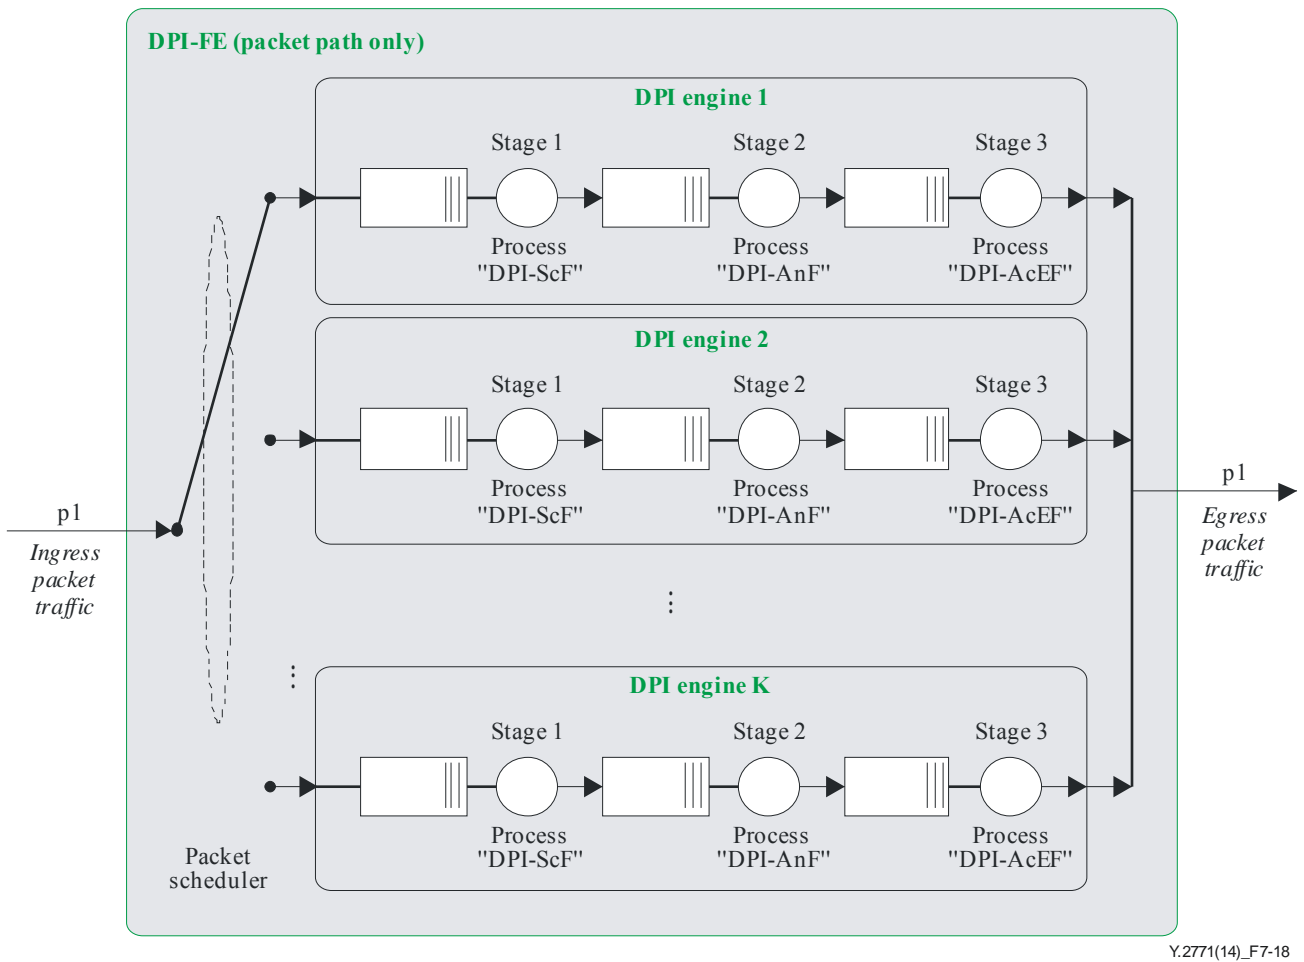 DPI-FE (packet path only)
DPI engine 1
Stage 1
Stage 2
Stage 3
Process
"DPI-ScF"
Process
"DPI-AnF"
Process
"DPI-AcEF"
DPI engine 2
Stage 1
Stage 2
Stage 3
Process
"DPI-ScF"
Process
"DPI-AnF"
Process
"DPI-AcEF"
p1
Ingress
packet
traffic
p1
Egress
packet
traffic
⋮
⋮
DPI engine K
Stage 1
Stage 2
Stage 3
Process
"DPI-ScF"
Process
"DPI-AnF"
Process
"DPI-AcEF"
Packet
scheduler
Y.2771(14)_F7-18